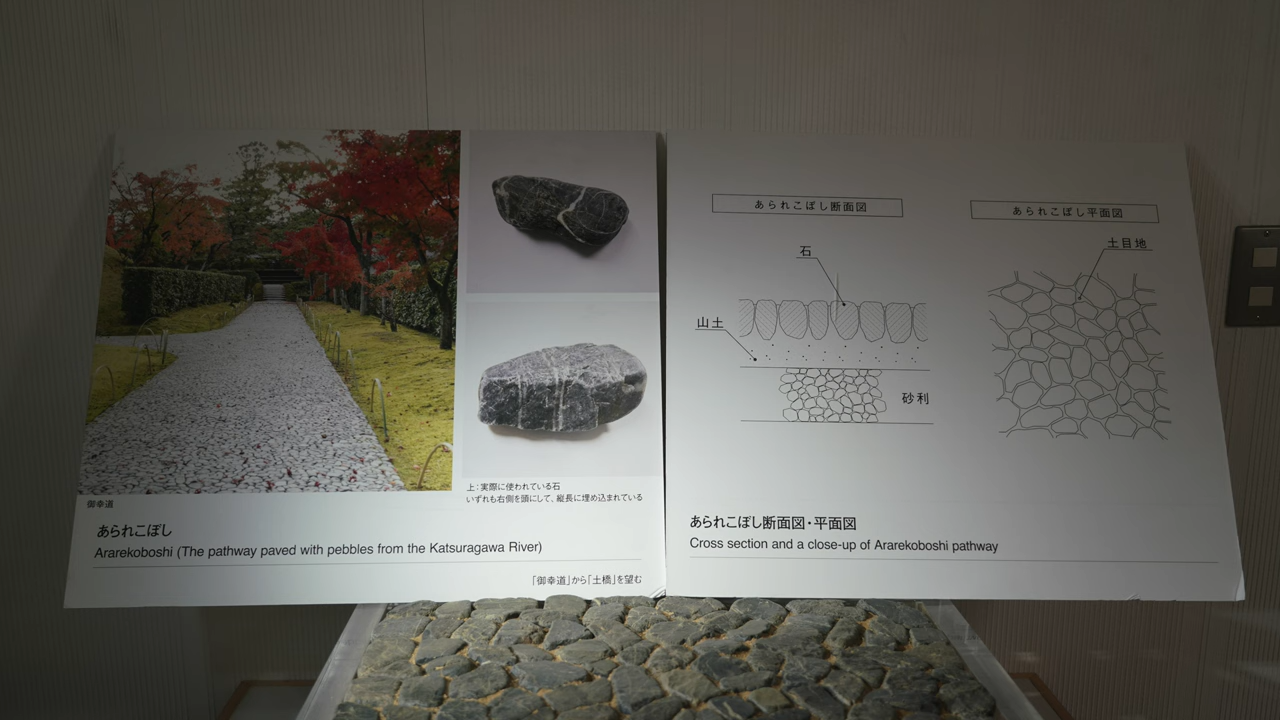 御幸道
上：実際に使われている石
いずれも右側を頭にして、縦長に埋め込まれている
あられこぼし
Ararekoboshi (The pathway paved with pebbles from the Katsuragawa River)
「御幸道」から「土橋」を望む
あられこぼし断面図
石
山土
砂利
あられこぼし平面図
土目地
あられこぼし断面図・平面図
Cross section and a close-up of Ararekoboshi pathway